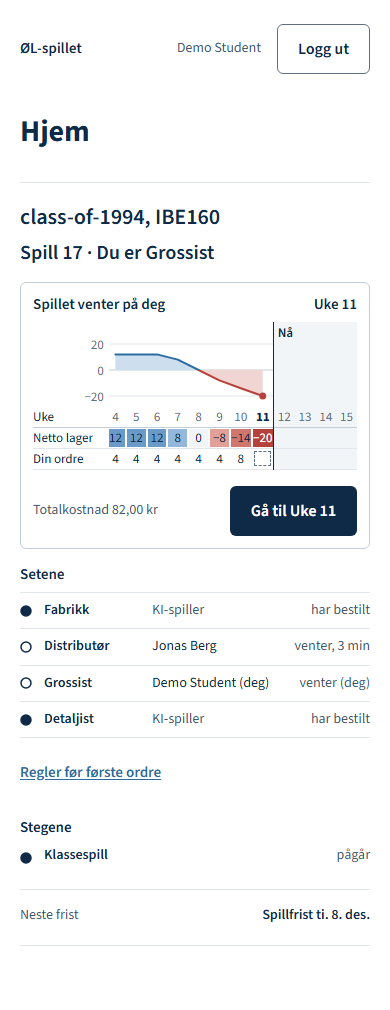 ØL-spillet Demo Student Logg ut
Hjem
class-of-1994, IBE160
Spill 17 · Du er Grossist
Spillet venter på deg Uke 11
Nå
20
0
−20
Uke 4 5 6 7 8 9 10 11 12 13 14 15
Netto lager 12 12 12 8 0 −8 −14 −20
Din ordre 4 4 4 4 4 4 8
Totalkostnad 82,00 kr Gå til Uke 11
Setene
Fabrikk KI-spiller har bestilt
Distributør Jonas Berg venter, 3 min
Grossist Demo Student (deg) venter (deg)
Detaljist KI-spiller har bestilt
Regler før første ordre
Stegene
Klassespill pågår
Neste frist Spillfrist ti. 8. des.